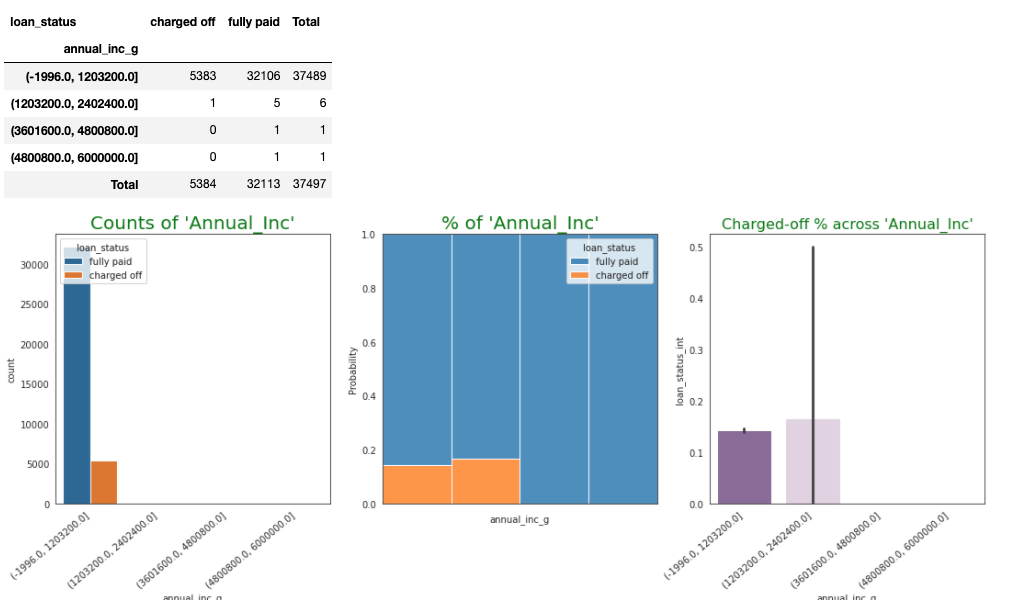 loan_status charged off fully paid Total
annual_inc_g
(-1996.0, 1203200.0] 5383 32106 37489
(1203200.0, 2402400.0] 1 5 6
(3601600.0, 4800800.0] 0 1 1
(4800800.0, 6000000.0] 0 1 1
Total 5384 32113 37497
Counts of 'Annual_Inc'
loan_status
fully paid
charged off
30000
25000
20000
15000
10000
5000
0
count
(-1996.0, 1203200.0]
(1203200.0, 2402400.0]
(3601600.0, 4800800.0]
(4800800.0, 6000000.0]
annual_inc_g
% of 'Annual_Inc'
loan_status
fully paid
charged off
1.0
0.8
0.6
0.4
0.2
0.0
Probability
annual_inc_g
Charged-off % across 'Annual_Inc'
0.5
0.4
0.3
0.2
0.1
0.0
loan_status_int
(-1996.0, 1203200.0]
(1203200.0, 2402400.0]
(3601600.0, 4800800.0]
(4800800.0, 6000000.0]
annual_inc_g